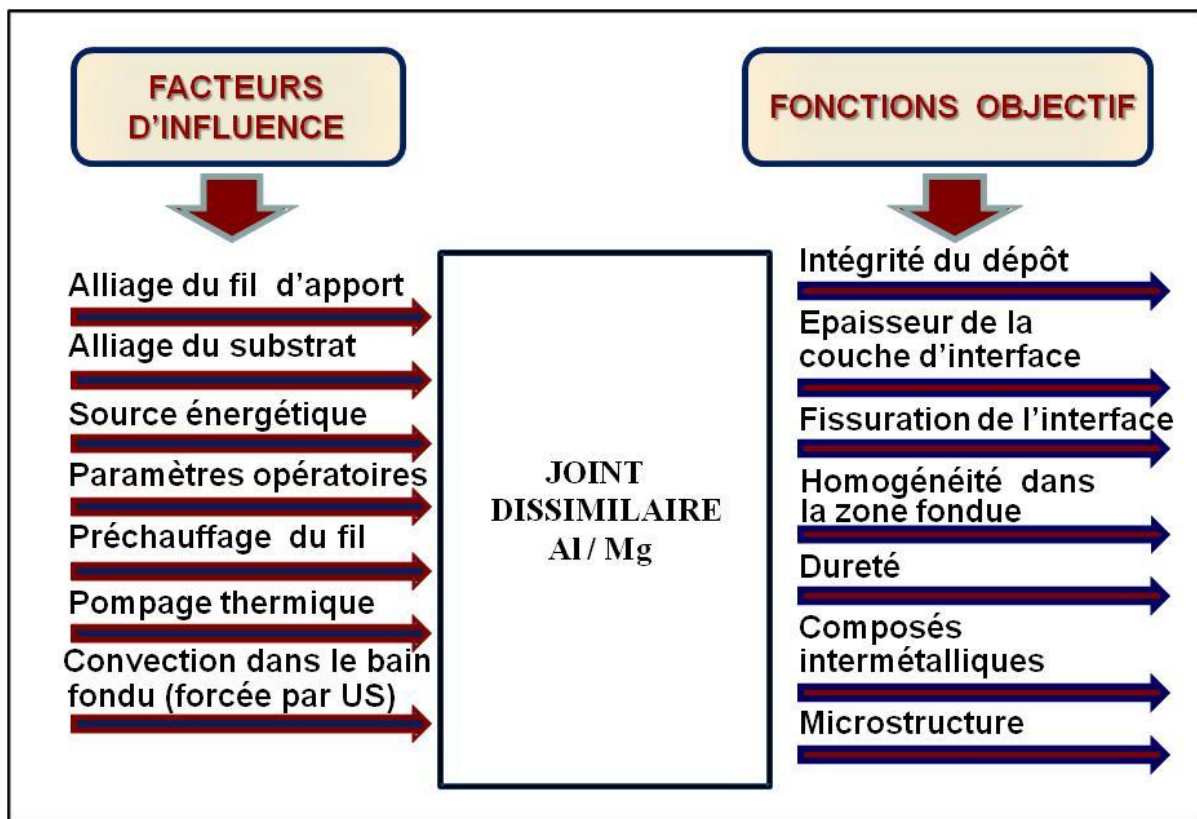 FACTEURS
D'INFLUENCE
Alliage du fil d'apport
Alliage du substrat
Source énergétique
Paramètres opératoires
Préchauffage du fil
Pompage thermique
Convection dans le bain
fondu (forcée par US)
JOINT
DISSIMILAIRE
Al / Mg
FONCTIONS OBJECTIF
Intégrité du dépôt
Epaisseur de la
couche d'interface
Fissuration de l'interface
Homogénéité dans
la zone fondue
Dureté
Composés
intermétalliques
Microstructure